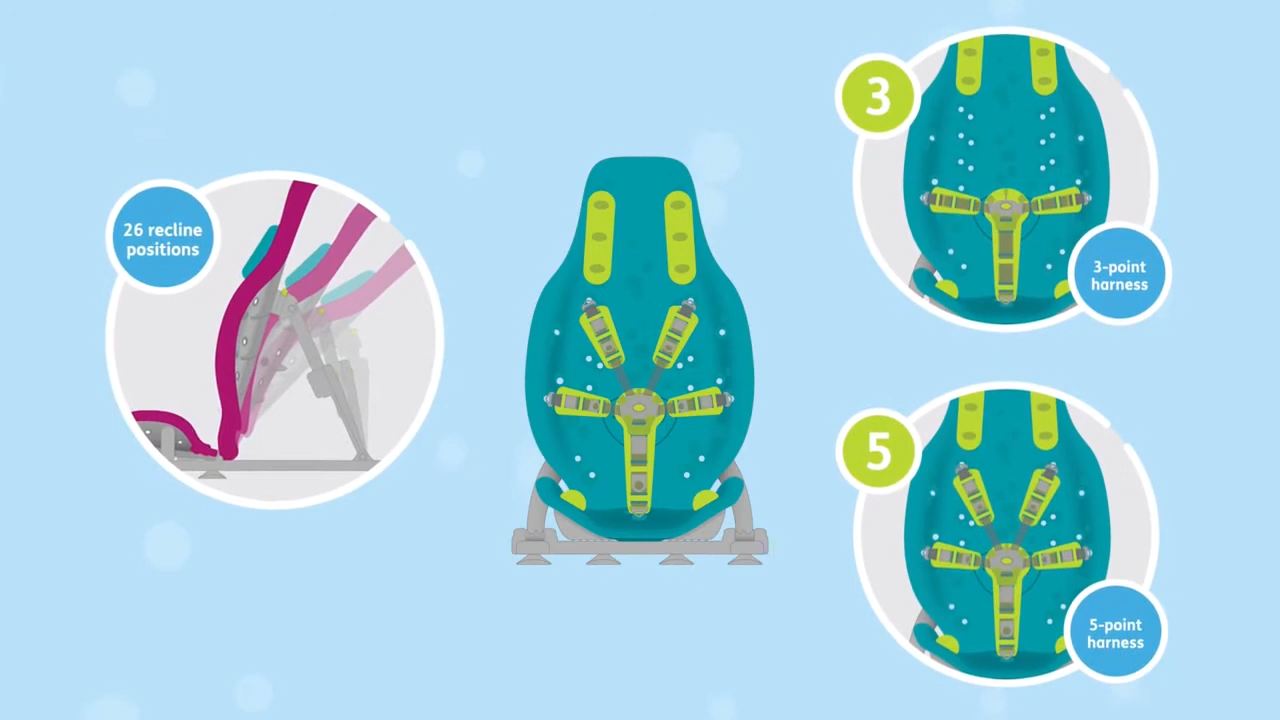 26 recline
positions
3
3-point
harness
5
5-point
harness